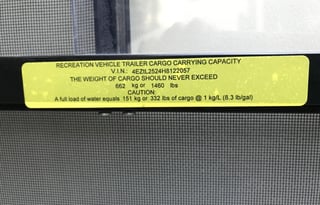 RECREATION VEHICLE TRAILER CARGO CARRYING CAPACITY
V.I.N.: 4EZIL2524H8122057
THE WEIGHT OF CARGO SHOULD NEVER EXCEED
662 kg or 1460 lbs
CAUTION:
A full load of water equals 151 kg or 332 lbs of cargo @ 1 kg/L (8.3 lb/gal)